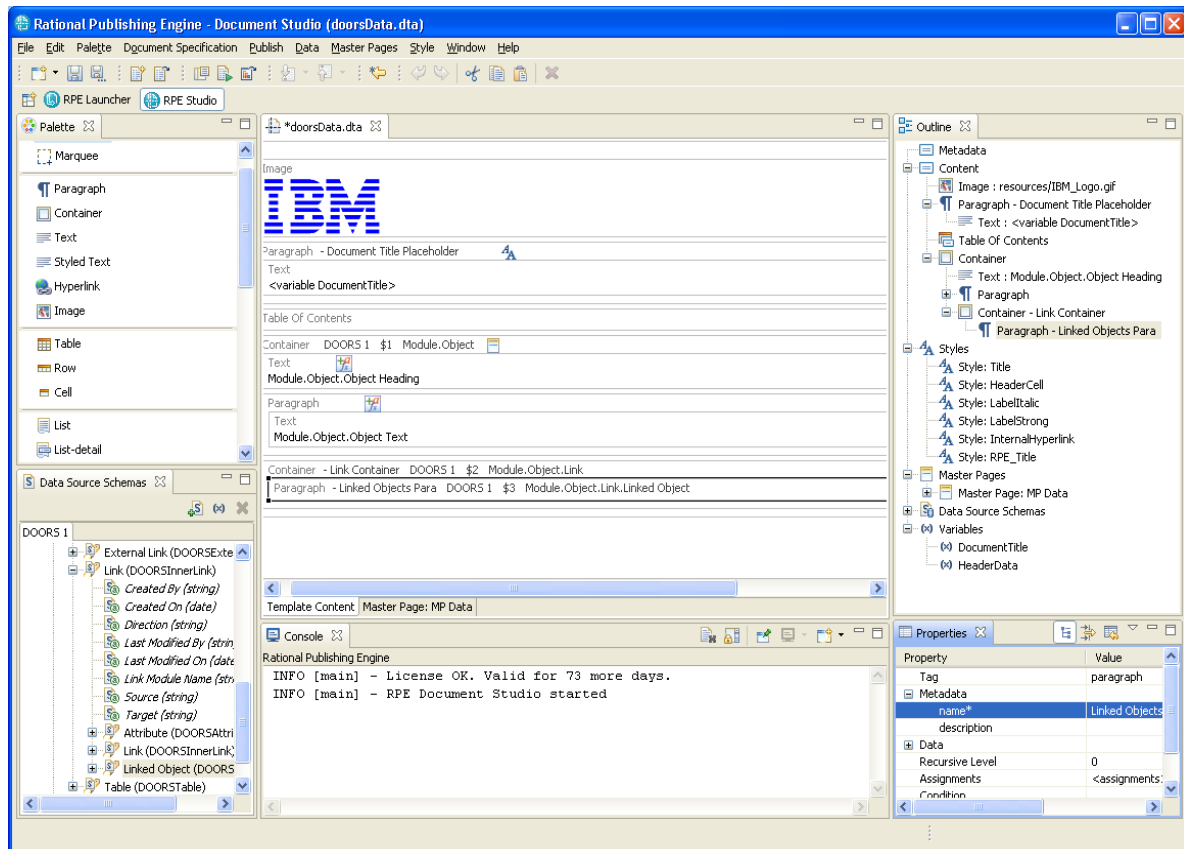 Rational Publishing Engine - Document Studio (doorsData.dta)
File Edit Palette Document Specification Publish Data Master Pages Style Window Help
RPE Launcher RPE Studio
Palette
Marquee
Paragraph
Container
Text
Styled Text
Hyperlink
Image
Table
Row
Cell
List
List-detail
Data Source Schemas
DOORS 1
External Link (DOORSExte
Link (DOORSInnerLink)
Created By (string)
Created On (date)
Direction (string)
Last Modified By (strin
Last Modified On (date
Link Module Name (stri
Source (string)
Target (string)
Attribute (DOORSAttri
Link (DOORSInnerLink)
Linked Object (DOORS
Table (DOORSTable)
*doorsData.dta
Image
IBM
Paragraph - Document Title Placeholder
Text
<variable DocumentTitle>
Table Of Contents
Container DOORS 1 $1 Module.Object
Text
Module.Object.Object Heading
Paragraph
Text
Module.Object.Object Text
Container - Link Container DOORS 1 $2 Module.Object.Link
Paragraph - Linked Objects Para DOORS 1 $3 Module.Object.Link.Linked Object
Template Content Master Page: MP Data
Console
Rational Publishing Engine
INFO [main] - License OK. Valid for 73 more days.
INFO [main] - RPE Document Studio started
Outline
Metadata
Content
Image : resources/IBM_Logo.gif
Paragraph - Document Title Placeholder
Text : <variable DocumentTitle>
Table Of Contents
Container
Text : Module.Object.Object Heading
Paragraph
Container - Link Container
Paragraph - Linked Objects Para
Styles
Style: Title
Style: HeaderCell
Style: LabelItalic
Style: LabelStrong
Style: InternalHyperlink
Style: RPE_Title
Master Pages
Master Page: MP Data
Data Source Schemas
Variables
DocumentTitle
HeaderData
Properties
Property Value
Tag paragraph
Metadata
name* Linked Objects
description
Data
Recursive Level 0
Assignments <assignments:
Condition